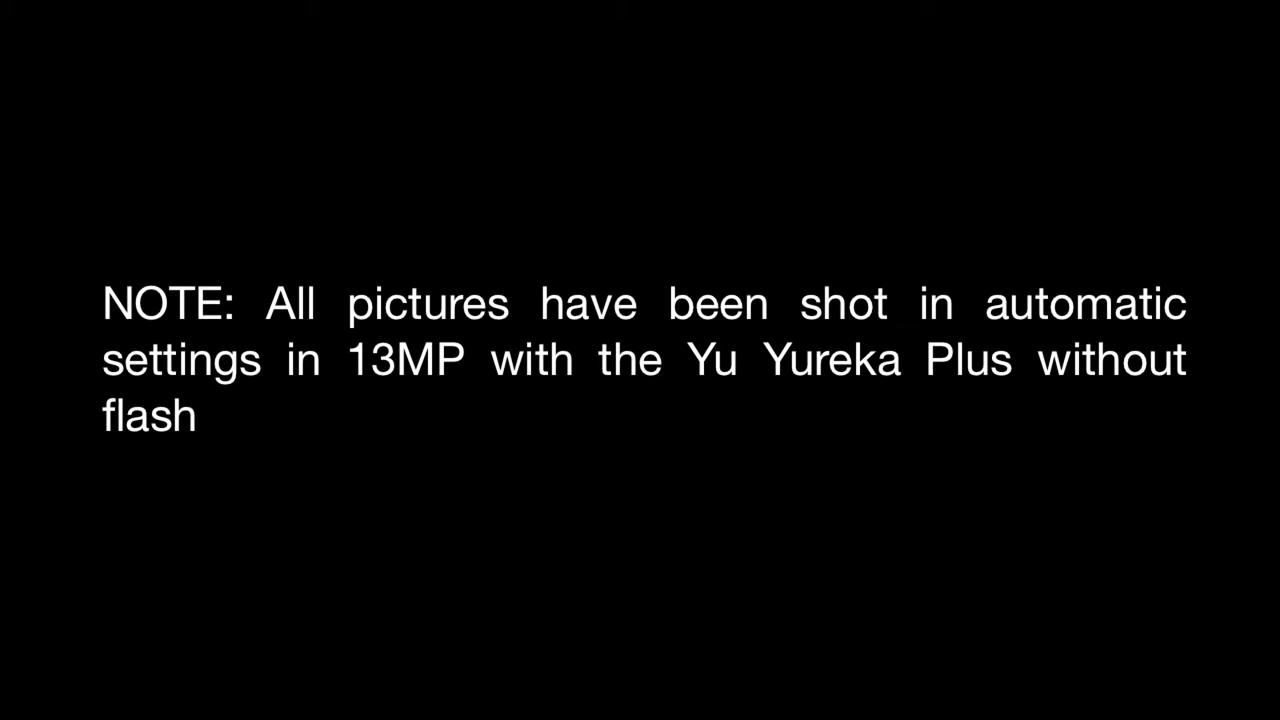 NOTE: All pictures have been shot in automatic
settings in 13MP with the Yu Yureka Plus without
flash